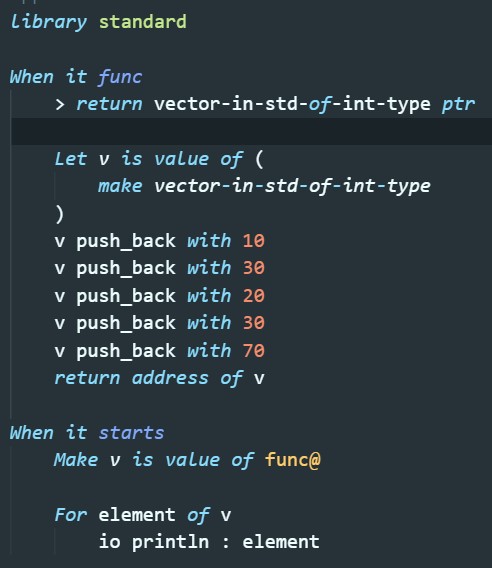 library standard
When it func
> return vector-in-std-of-int-type ptr
Let v is value of (
make vector-in-std-of-int-type
)
v push_back with 10
v push_back with 30
v push_back with 20
v push_back with 30
v push_back with 70
return address of v
When it starts
Make v is value of func@
For element of v
io println : element